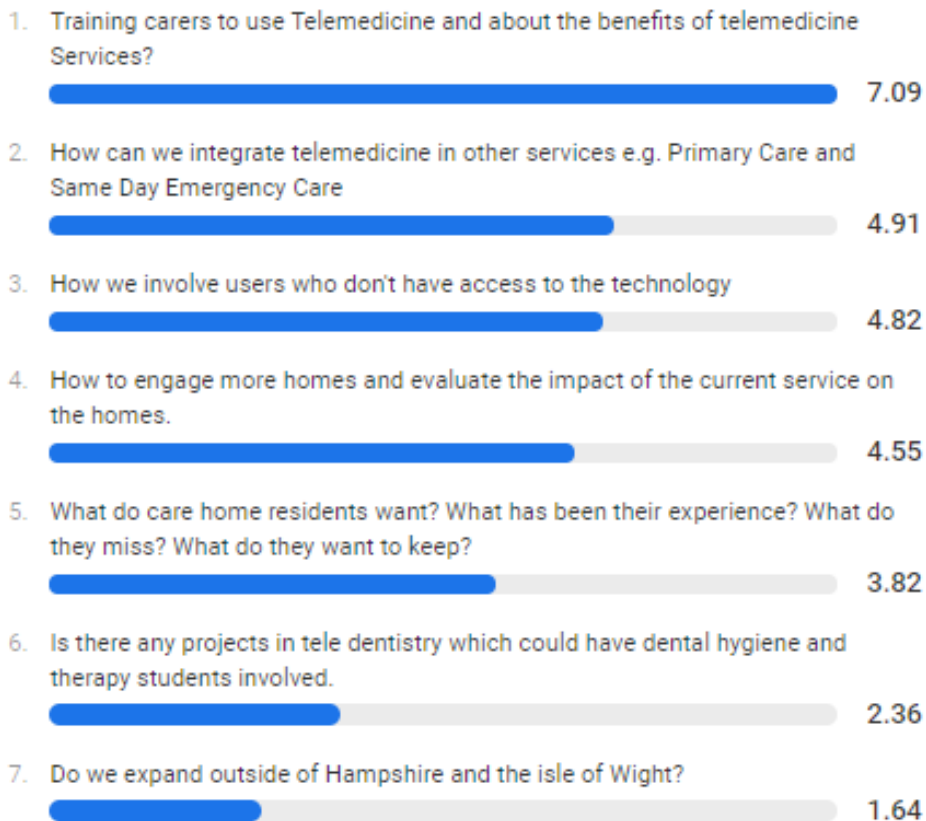 1. Training carers to use Telemedicine and about the benefits of telemedicine
Services?
7.09
2. How can we integrate telemedicine in other services e.g. Primary Care and
Same Day Emergency Care
4.91
3. How we involve users who don't have access to the technology
4.82
4. How to engage more homes and evaluate the impact of the current service on
the homes.
4.55
5. What do care home residents want? What has been their experience? What do
they miss? What do they want to keep?
3.82
6. Is there any projects in tele dentistry which could have dental hygiene and
therapy students involved.
2.36
7. Do we expand outside of Hampshire and the isle of Wight?
1.64